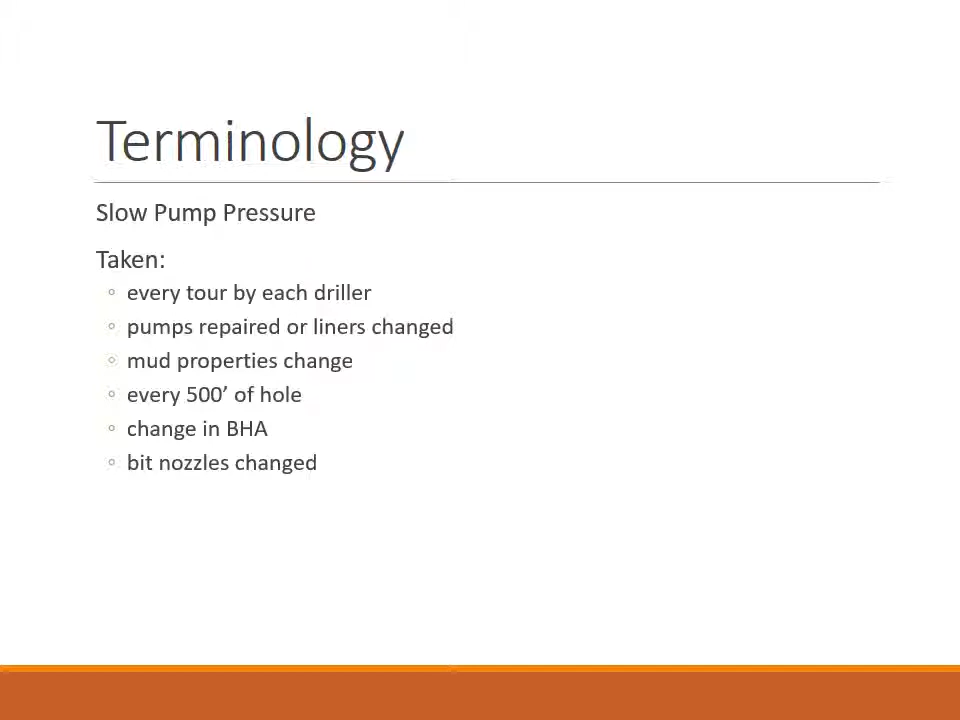 Terminology
Slow Pump Pressure
Taken:
◦ every tour by each driller
◦ pumps repaired or liners changed
◦ mud properties change
◦ every 500’ of hole
◦ change in BHA
◦ bit nozzles changed